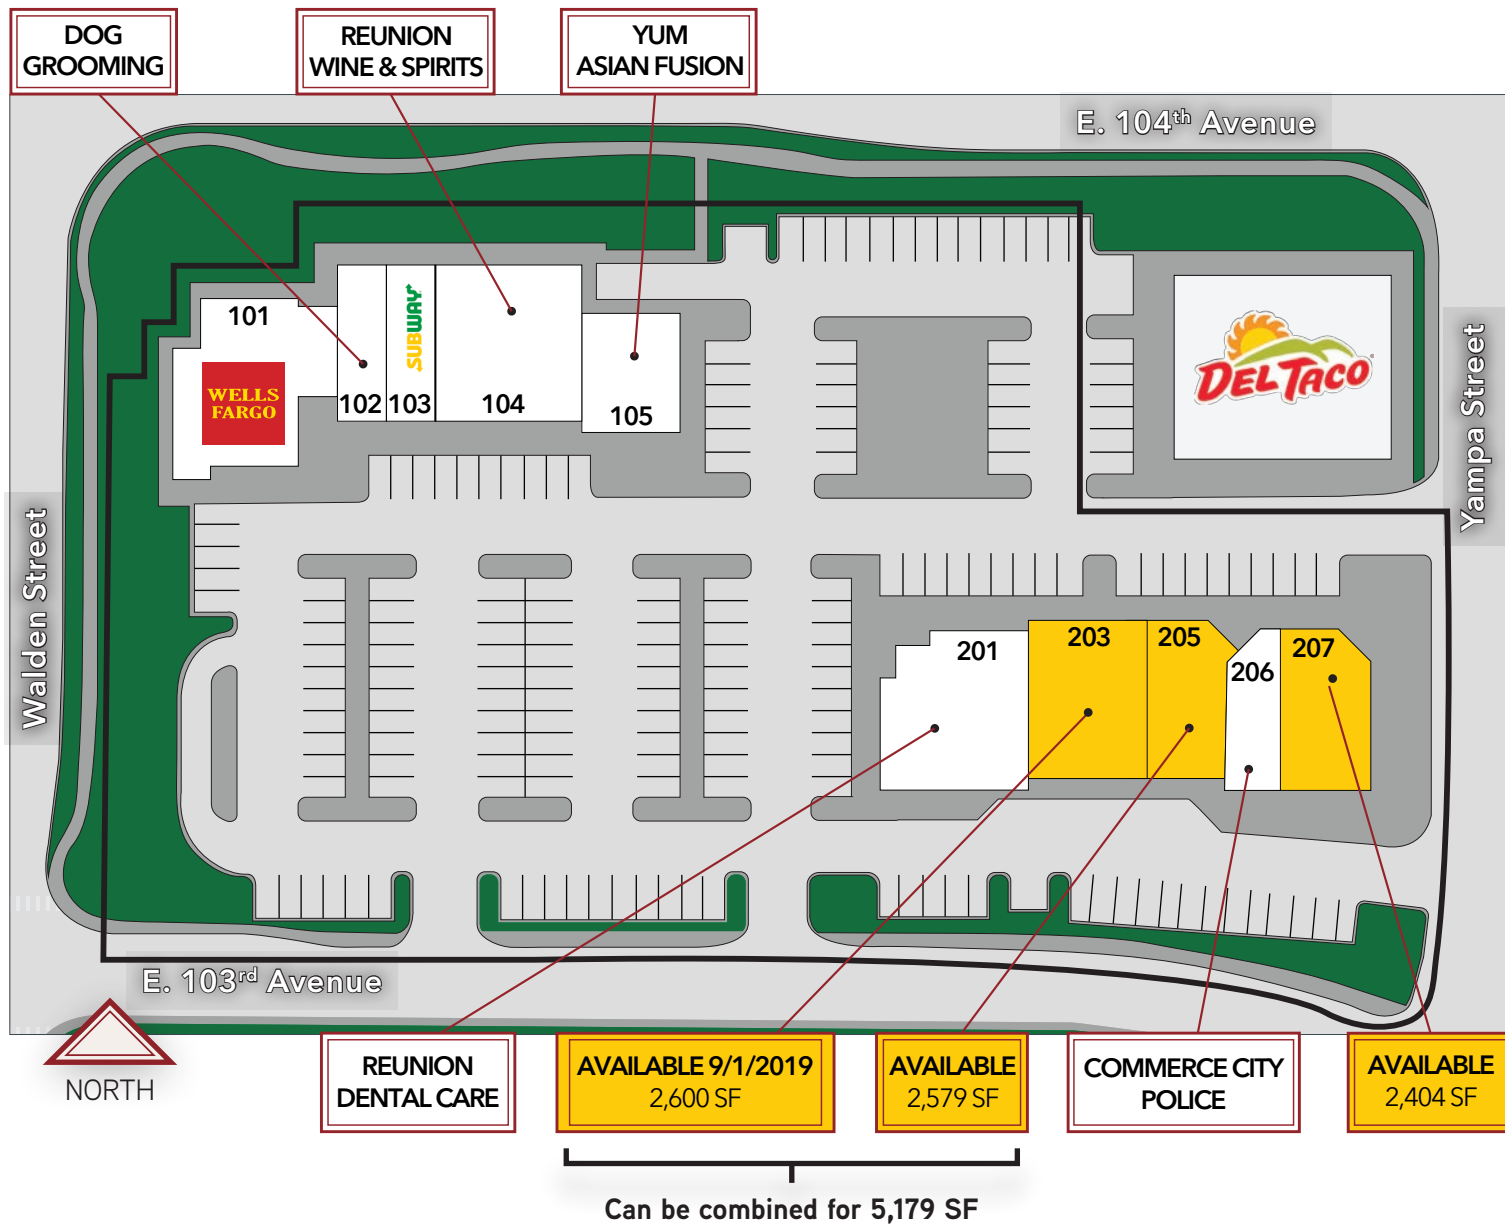 DOG
GROOMING
REUNION
WINE & SPIRITS
YUM
ASIAN FUSION
E. 104th Avenue
101
WELLS
FARGO
102
SUBWAY
103
104
105
DEL TACO
Yampa Street
Walden Street
201
203
205
206
207
E. 103rd Avenue
NORTH
REUNION
DENTAL CARE
AVAILABLE 9/1/2019
2,600 SF
AVAILABLE
2,579 SF
COMMERCE CITY
POLICE
AVAILABLE
2,404 SF
Can be combined for 5,179 SF